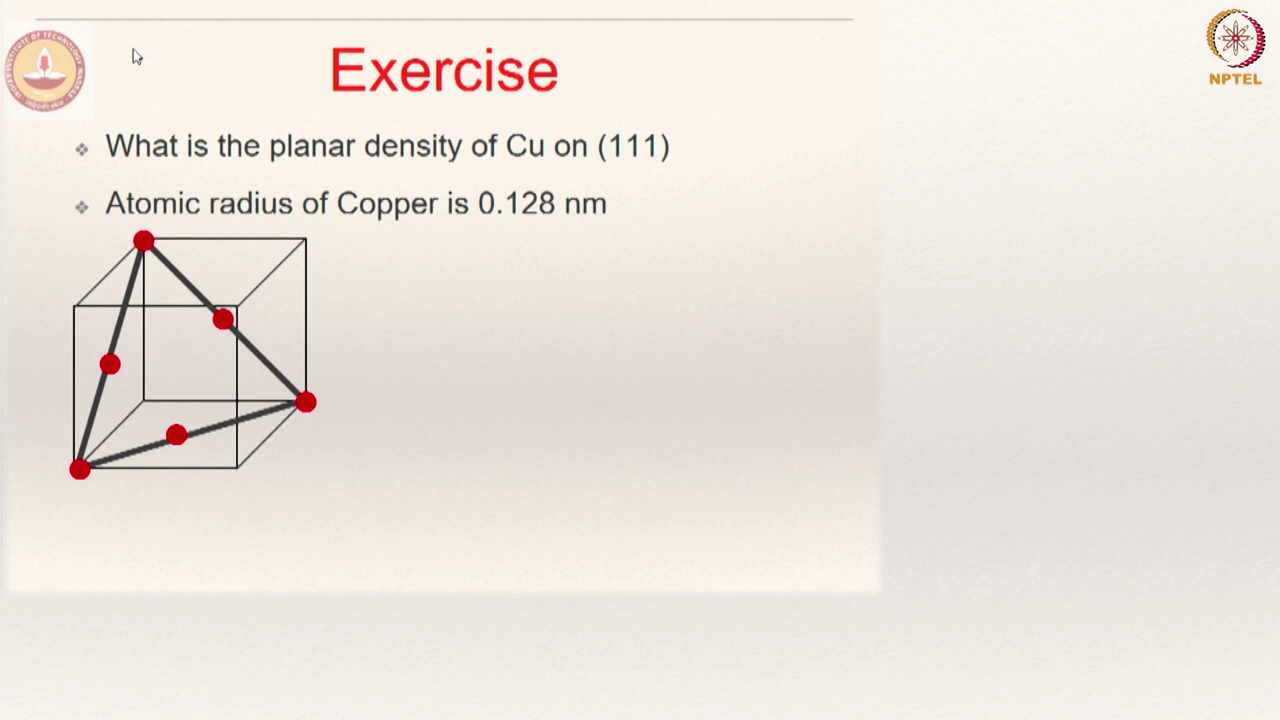 Exercise
What is the planar density of Cu on (111)
Atomic radius of Copper is 0.128 nm
NPTEL